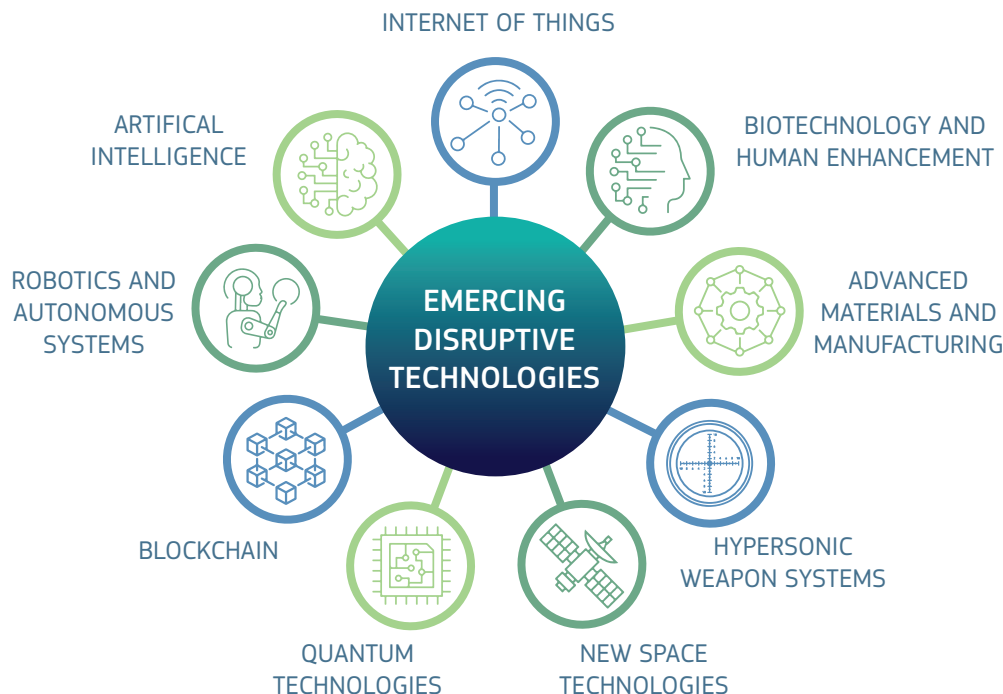 INTERNET OF THINGS
ARTIFICAL
INTELLIGENCE
BIOTECHNOLOGY AND
HUMAN ENHANCEMENT
ROBOTICS AND
AUTONOMOUS
SYSTEMS
ADVANCED
MATERIALS AND
MANUFACTURING
EMERCING
DISRUPTIVE
TECHNOLOGIES
BLOCKCHAIN
HYPERSONIC
WEAPON SYSTEMS
QUANTUM
TECHNOLOGIES
NEW SPACE
TECHNOLOGIES